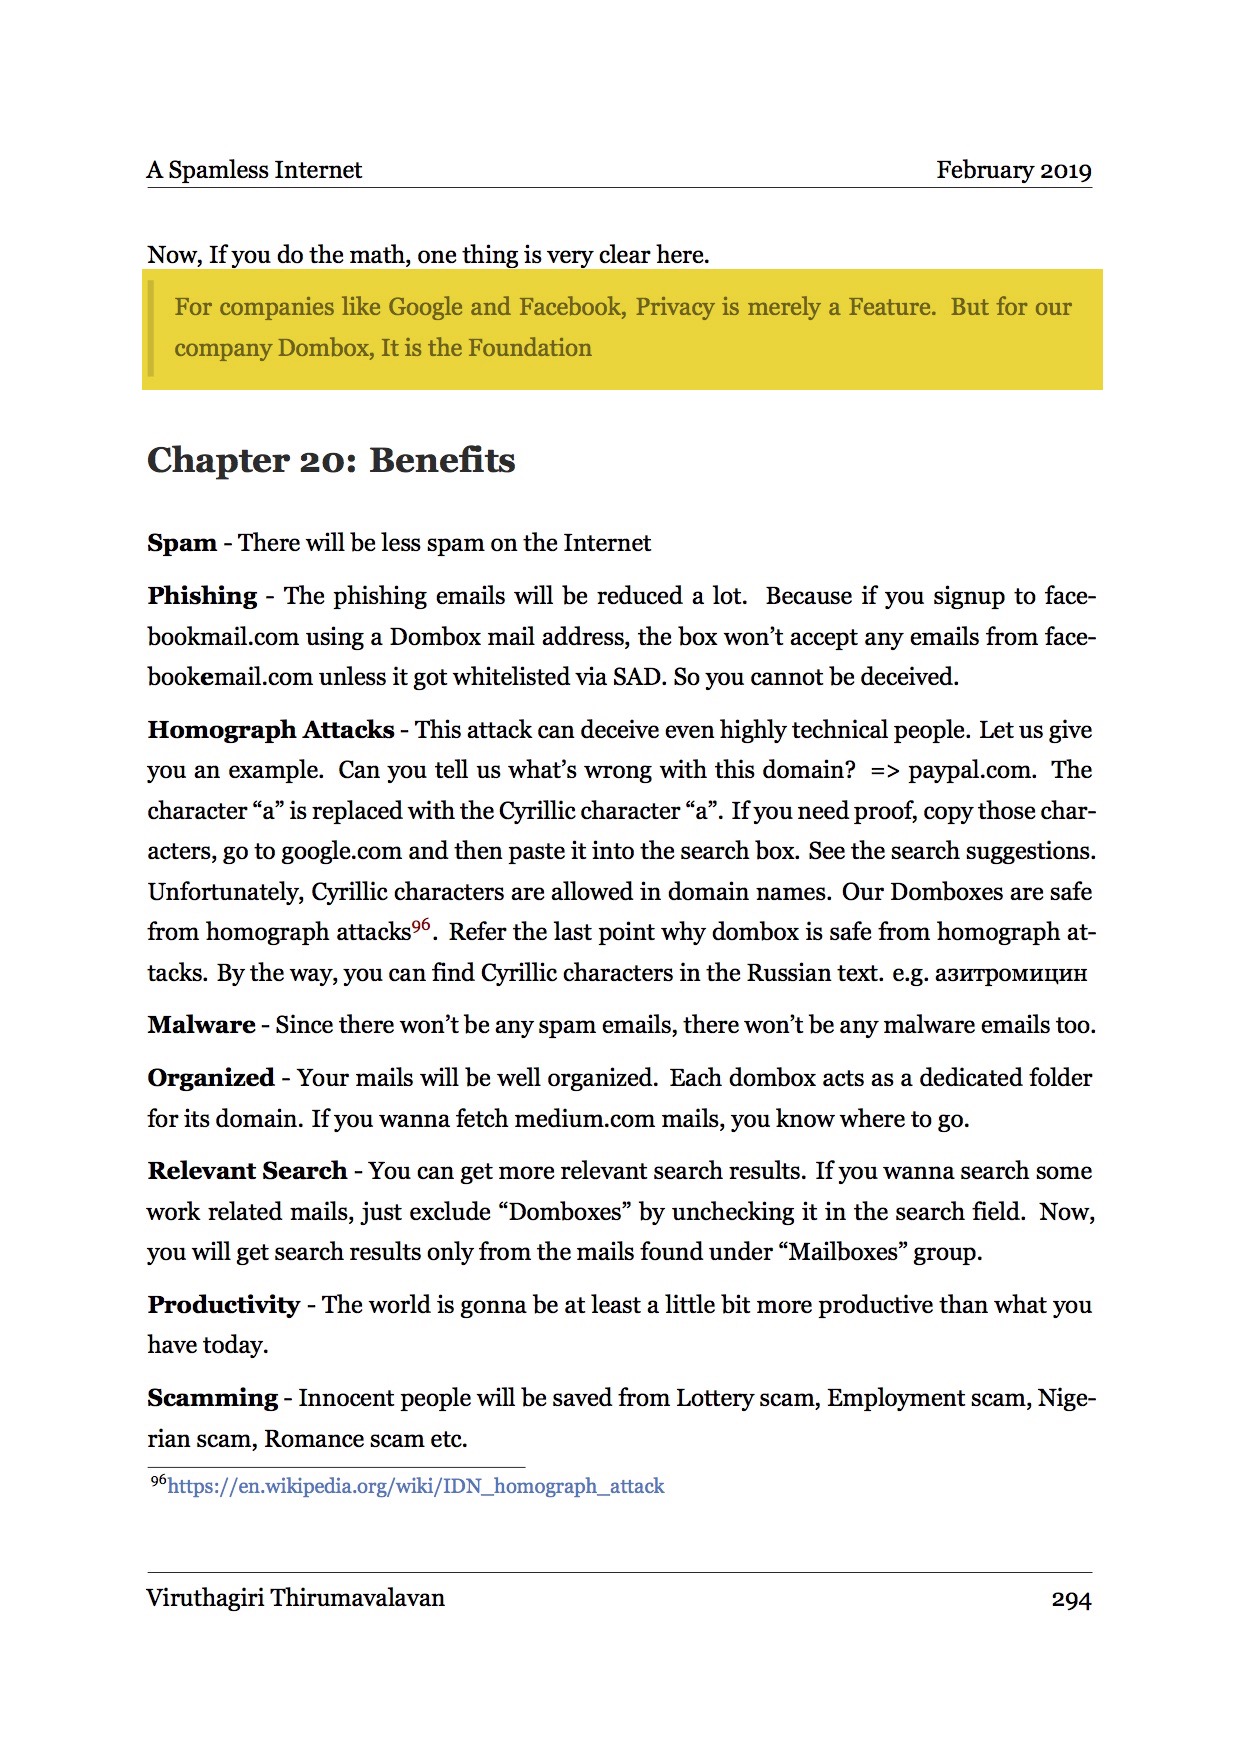 A Spamless Internet February 2019
Now, If you do the math, one thing is very clear here.
For companies like Google and Facebook, Privacy is merely a Feature. But for our
company Dombox, It is the Foundation
Chapter 20: Benefits
Spam - There will be less spam on the Internet
Phishing - The phishing emails will be reduced a lot. Because if you signup to face-
bookmail.com using a Dombox mail address, the box won’t accept any emails from face-
bookemail.com unless it got whitelisted via SAD. So you cannot be deceived.
Homograph Attacks - This attack can deceive even highly technical people. Let us give
you an example. Can you tell us what’s wrong with this domain? => paypal.com. The
character “a” is replaced with the Cyrillic character “a”. If you need proof, copy those char-
acters, go to google.com and then paste it into the search box. See the search suggestions.
Unfortunately, Cyrillic characters are allowed in domain names. Our Domboxes are safe
from homograph attacks96. Refer the last point why dombox is safe from homograph at-
tacks. By the way, you can find Cyrillic characters in the Russian text. e.g. азитромицин
Malware - Since there won’t be any spam emails, there won’t be any malware emails too.
Organized - Your mails will be well organized. Each dombox acts as a dedicated folder
for its domain. If you wanna fetch medium.com mails, you know where to go.
Relevant Search - You can get more relevant search results. If you wanna search some
work related mails, just exclude “Domboxes” by unchecking it in the search field. Now,
you will get search results only from the mails found under “Mailboxes” group.
Productivity - The world is gonna be at least a little bit more productive than what you
have today.
Scamming - Innocent people will be saved from Lottery scam, Employment scam, Nige-
rian scam, Romance scam etc.
96https://en.wikipedia.org/wiki/IDN_homograph_attack
Viruthagiri Thirumavalavan 294